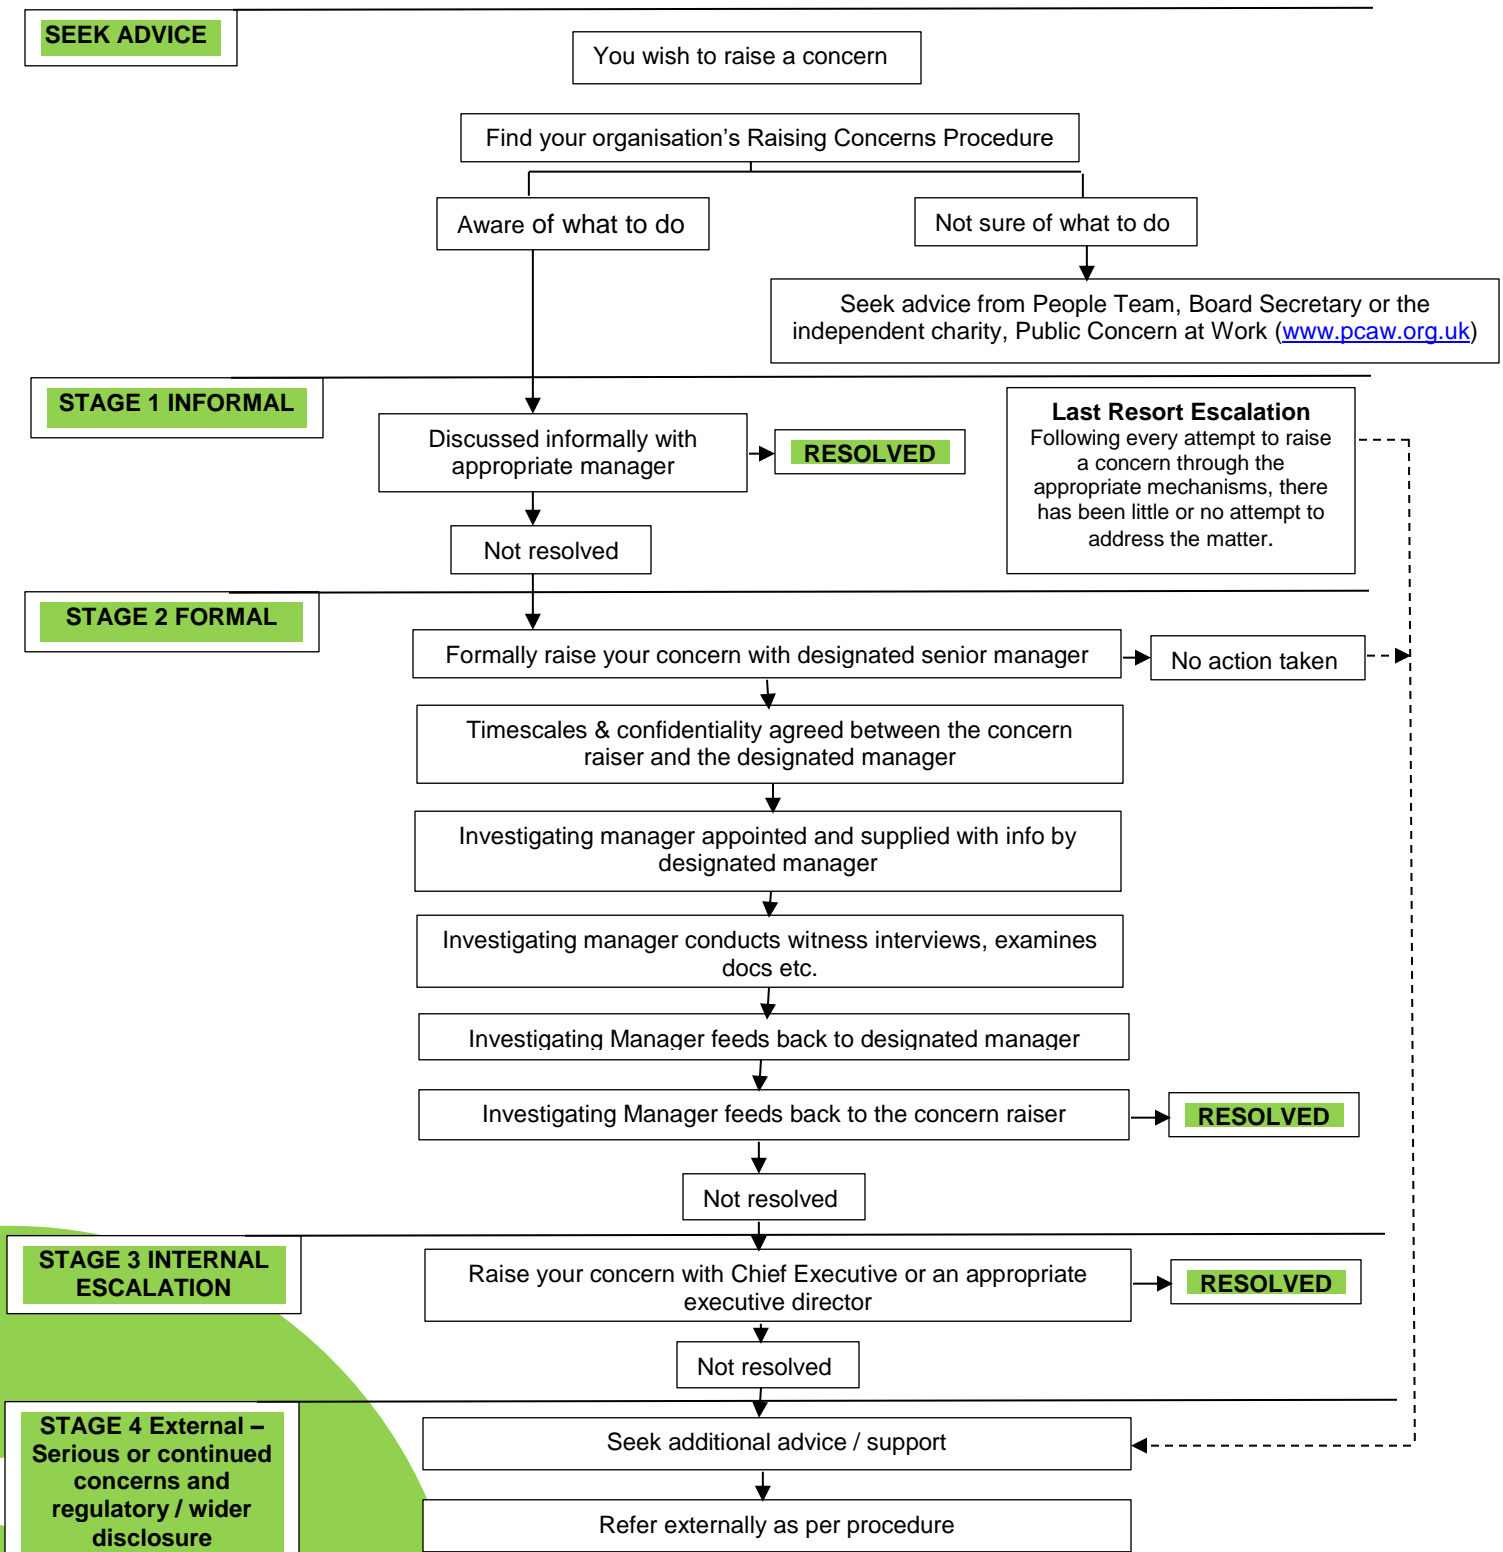 SEEK ADVICE
You wish to raise a concern
Find your organisation’s Raising Concerns Procedure
Aware of what to do
Not sure of what to do
Seek advice from People Team, Board Secretary or the
independent charity, Public Concern at Work (www.pcaw.org.uk)
STAGE 1 INFORMAL
Discussed informally with
appropriate manager
RESOLVED
Last Resort Escalation
Following every attempt to raise
a concern through the
appropriate mechanisms, there
has been little or no attempt to
address the matter.
Not resolved
STAGE 2 FORMAL
Formally raise your concern with designated senior manager
No action taken
Timescales & confidentiality agreed between the concern
raiser and the designated manager
Investigating manager appointed and supplied with info by
designated manager
Investigating manager conducts witness interviews, examines
docs etc.
Investigating Manager feeds back to designated manager
Investigating Manager feeds back to the concern raiser
RESOLVED
Not resolved
STAGE 3 INTERNAL
ESCALATION
Raise your concern with Chief Executive or an appropriate
executive director
RESOLVED
Not resolved
STAGE 4 External –
Serious or continued
concerns and
regulatory / wider
disclosure
Seek additional advice / support
Refer externally as per procedure